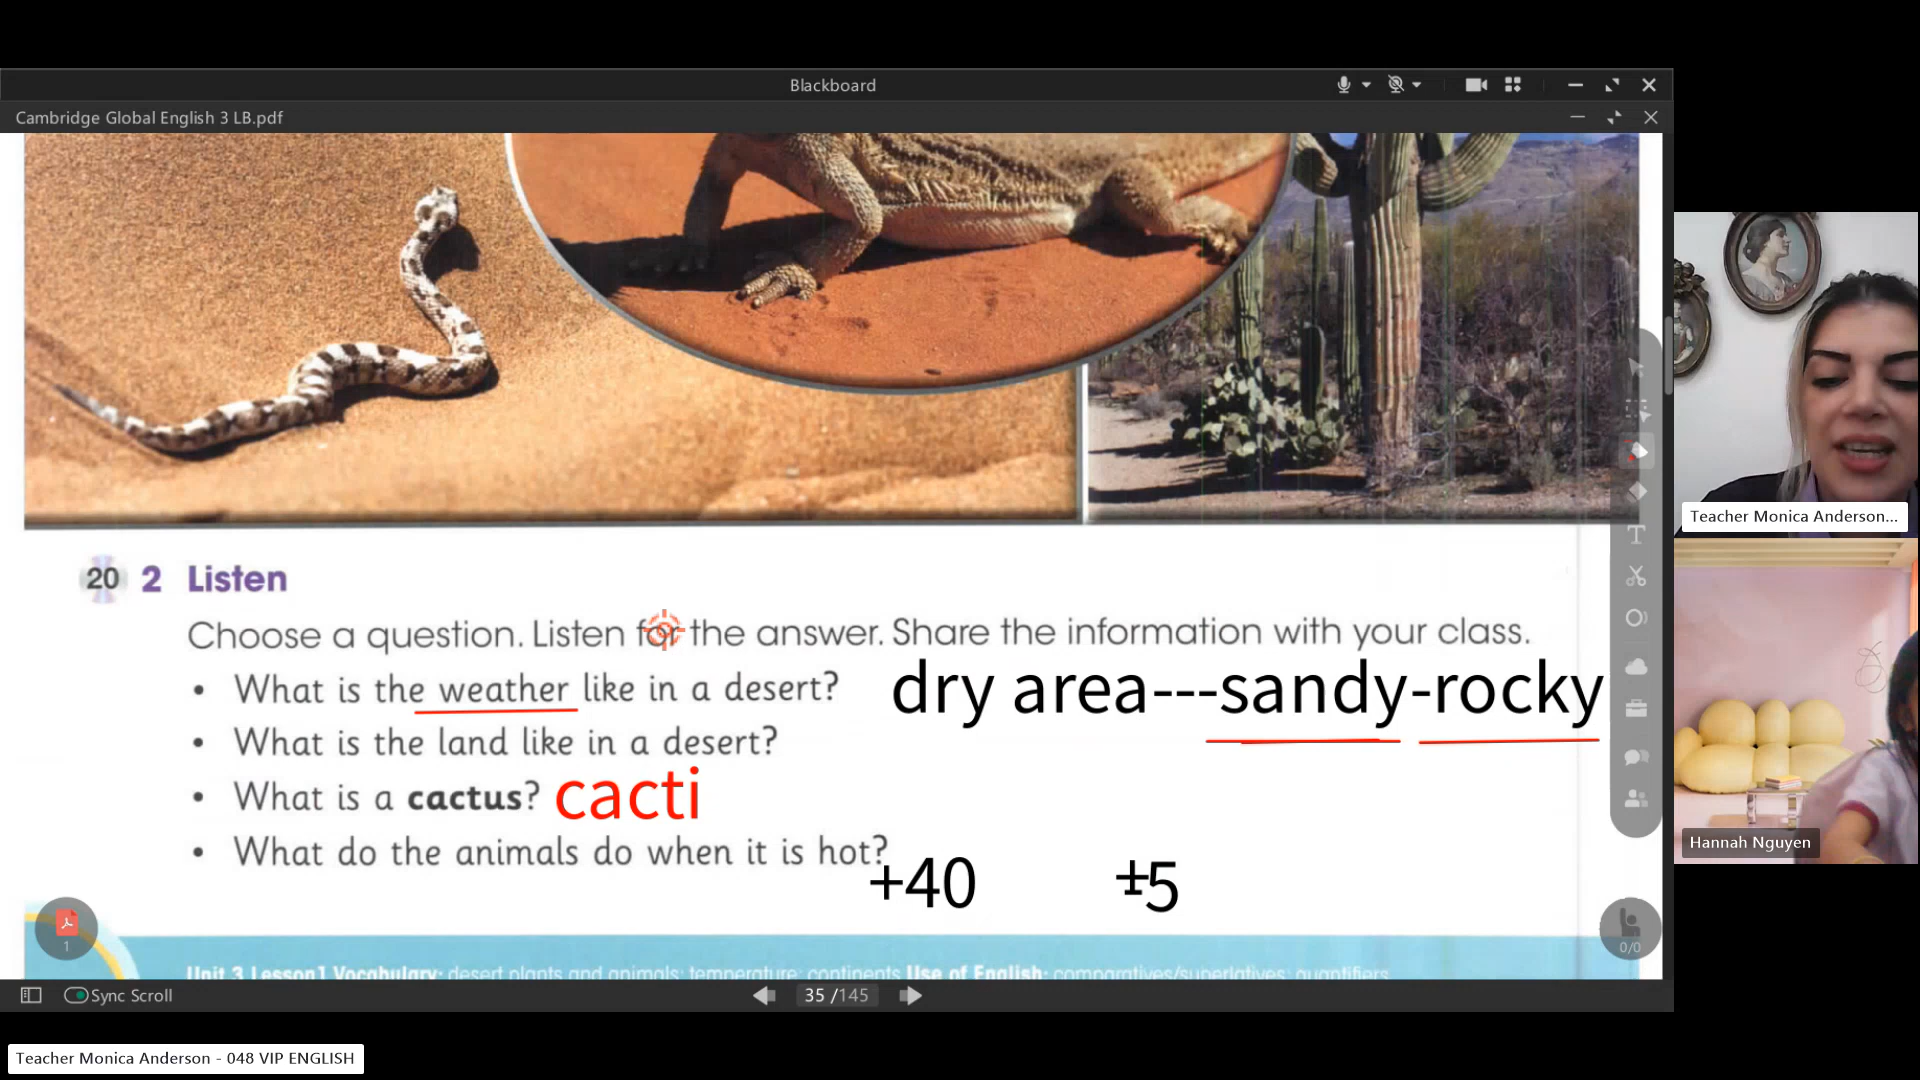 Blackboard
Cambridge Global English 3 LB.pdf
20 2 Listen
Choose a question. Listen for the answer. Share the information with your class.
• What is the weather like in a desert? dry area---sandy-rocky
• What is the land like in a desert?
• What is a cactus? cacti
• What do the animals do when it is hot?
+40 ±5
Unit 3 Lesson 1 Vocabulary: desert plants and animals; temperature; continents Use of English: comparatives/superlatives; quantifiers
1
0/0
Sync Scroll
35 /145
Teacher Monica Anderson...
Hannah Nguyen
Teacher Monica Anderson - 048 VIP ENGLISH